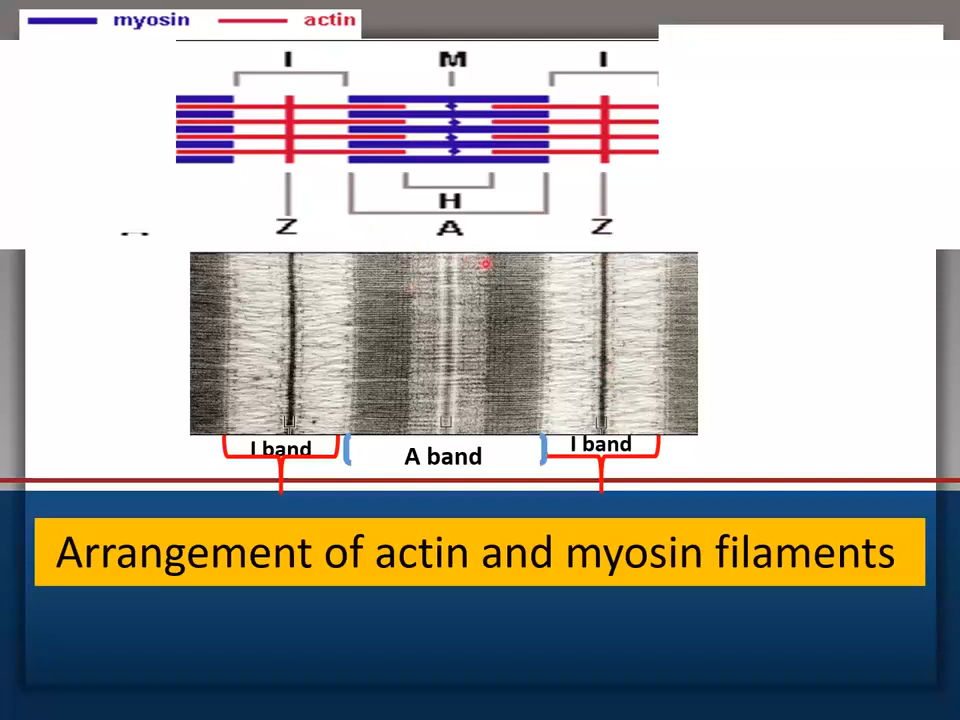 myosin actin
I M I
H
Z A Z
I band A band I band
Arrangement of actin and myosin filaments